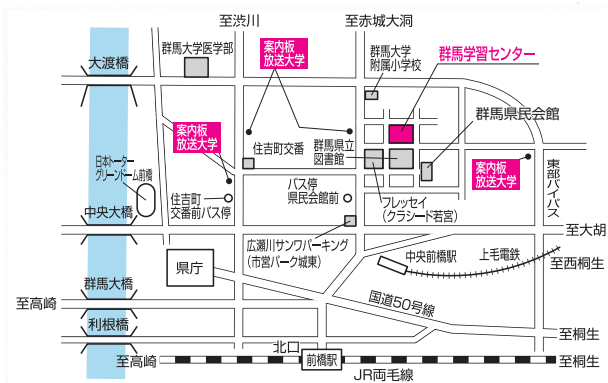 至渋川
至赤城大洞
群馬大学医学部
案内板
放送大学
群馬大学
附属小学校
群馬学習センター
大渡橋
群馬県民会館
案内板
放送大学
住吉町交番
群馬県立
図書館
日本トーター
グリーンドーム前橋
住吉町
交番前バス停
バス停
県民会館前
フレッセイ
(クラシード若宮)
案内板
放送大学
東部バイパス
中央大橋
至大胡
広瀬川サンワパーキング
(市営パーク城東)
中央前橋駅
上毛電鉄
至西桐生
県庁
群馬大橋
至高崎
国道50号線
利根橋
至桐生
北口
至高崎
前橋駅
至桐生
JR両毛線